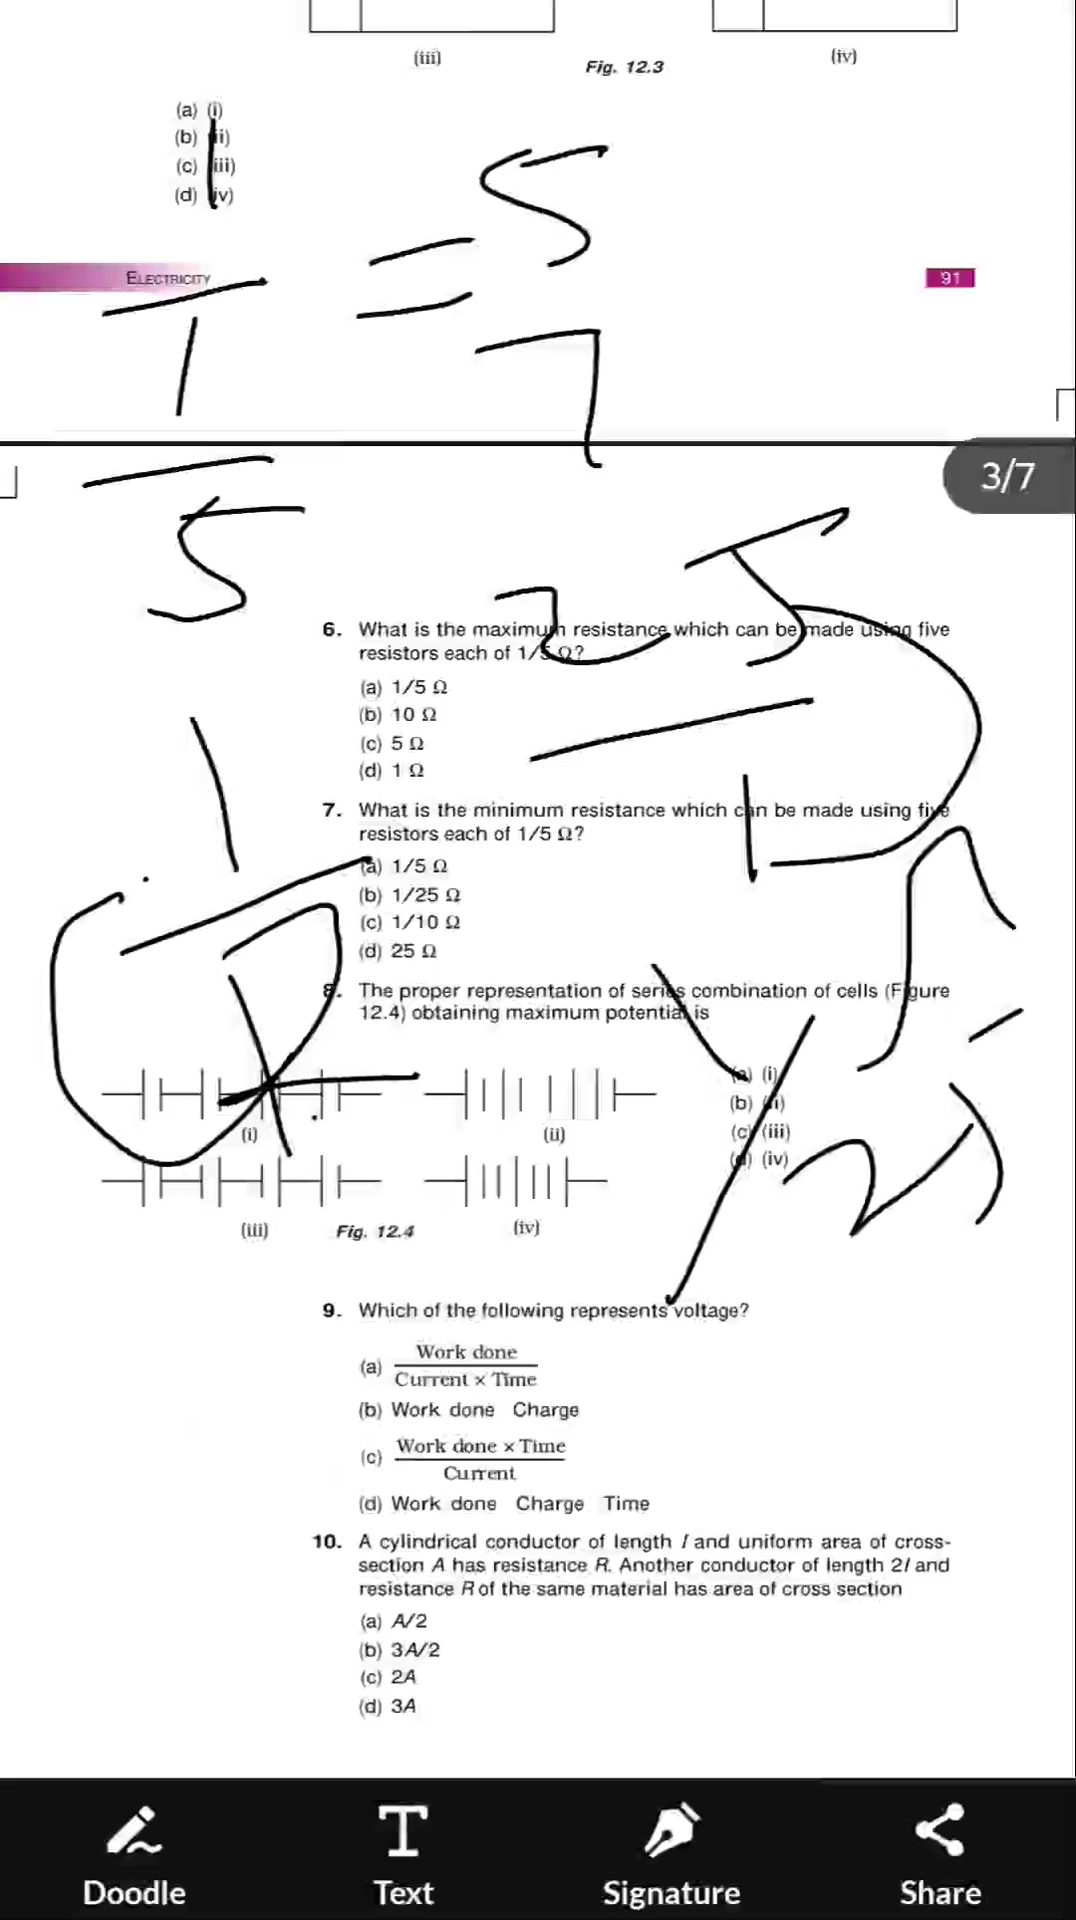 (iii)
Fig. 12.3
(iv)
(a) (i)
(b) (ii)
(c) (iii)
(d) (iv)
ELECTRICITY
91
3/7
6. What is the maximum resistance which can be made using five
resistors each of 1/5 Ω?
(a) 1/5 Ω
(b) 10 Ω
(c) 5 Ω
(d) 1 Ω
7. What is the minimum resistance which can be made using five
resistors each of 1/5 Ω?
(a) 1/5 Ω
(b) 1/25 Ω
(c) 1/10 Ω
(d) 25 Ω
8. The proper representation of series combination of cells (Figure
12.4) obtaining maximum potential is
(a) (i)
(b) (ii)
(c) (iii)
(d) (iv)
(i)
(ii)
(iii)
Fig. 12.4
(iv)
9. Which of the following represents voltage?
(a) Work done
Current × Time
(b) Work done Charge
(c) Work done × Time
Current
(d) Work done Charge Time
10. A cylindrical conductor of length l and uniform area of cross-
section A has resistance R. Another conductor of length 2l and
resistance R of the same material has area of cross section
(a) A/2
(b) 3A/2
(c) 2A
(d) 3A
Doodle
Text
Signature
Share